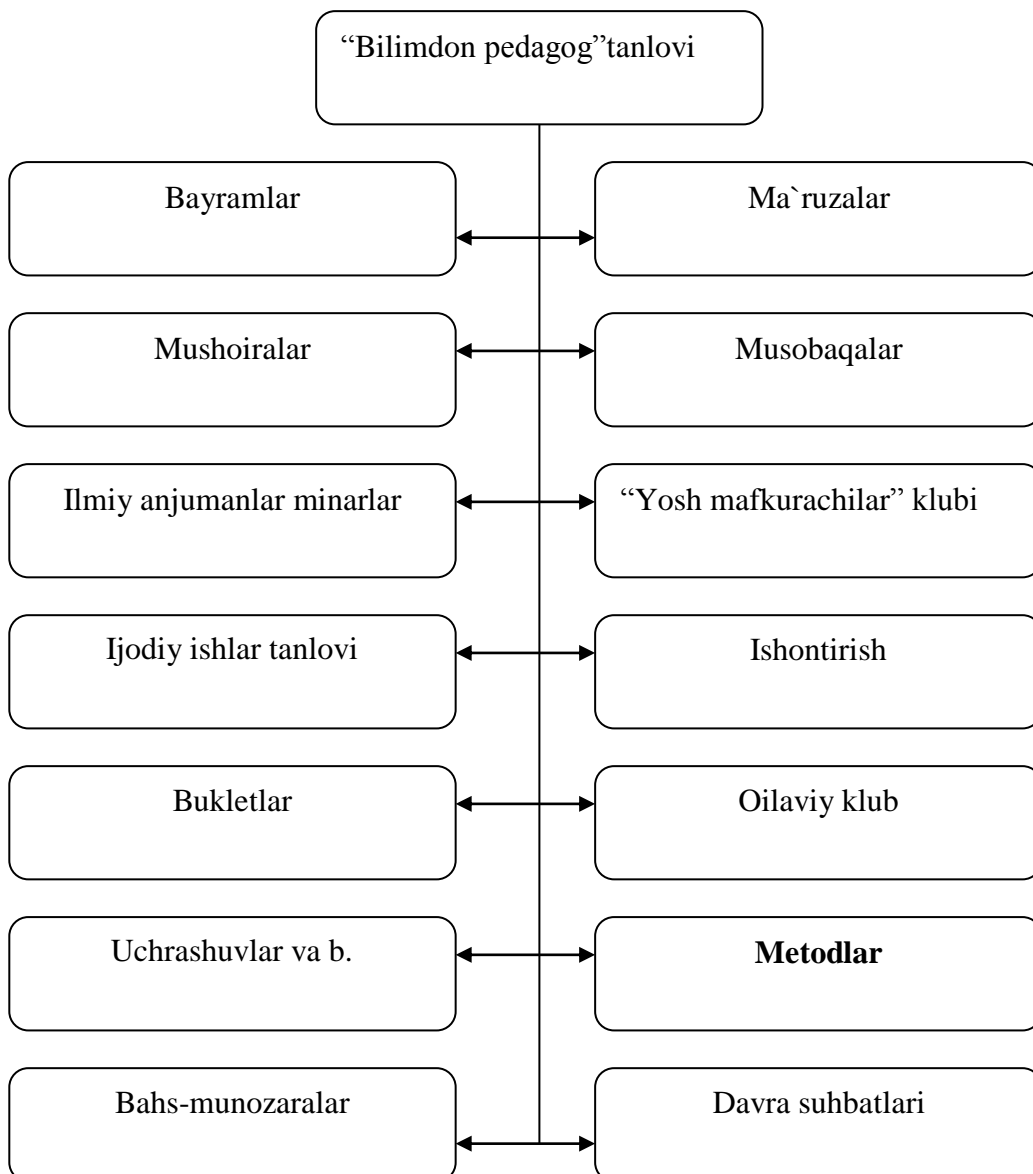 “Bilimdon pedagog”tanlovi
Bayramlar
Ma`ruzalar
Mushoiralar
Musobaqalar
Ilmiy anjumanlar minarlar
“Yosh mafkurachilar” klubi
Ijodiy ishlar tanlovi
Ishontirish
Bukletlar
Oilaviy klub
Uchrashuvlar va b.
Metodlar
Bahs-munozaralar
Davra suhbatlari